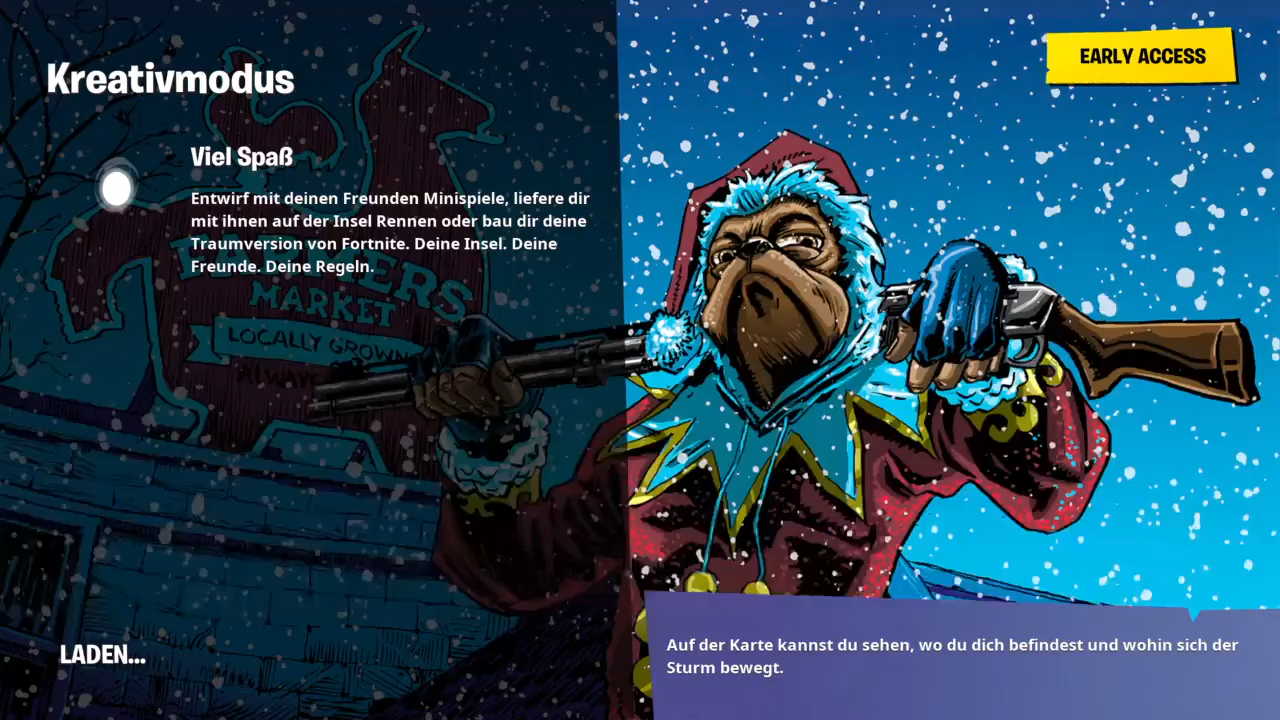 Kreativmodus
EARLY ACCESS
Viel Spaß
Entwirf mit deinen Freunden Minispiele, liefere dir
mit ihnen auf der Insel Rennen oder bau dir deine
Traumversion von Fortnite. Deine Insel. Deine
Freunde. Deine Regeln.
FARMERS
MARKET
LOCALLY GROWN
ALWAYS
LADEN...
Auf der Karte kannst du sehen, wo du dich befindest und wohin sich der
Sturm bewegt.